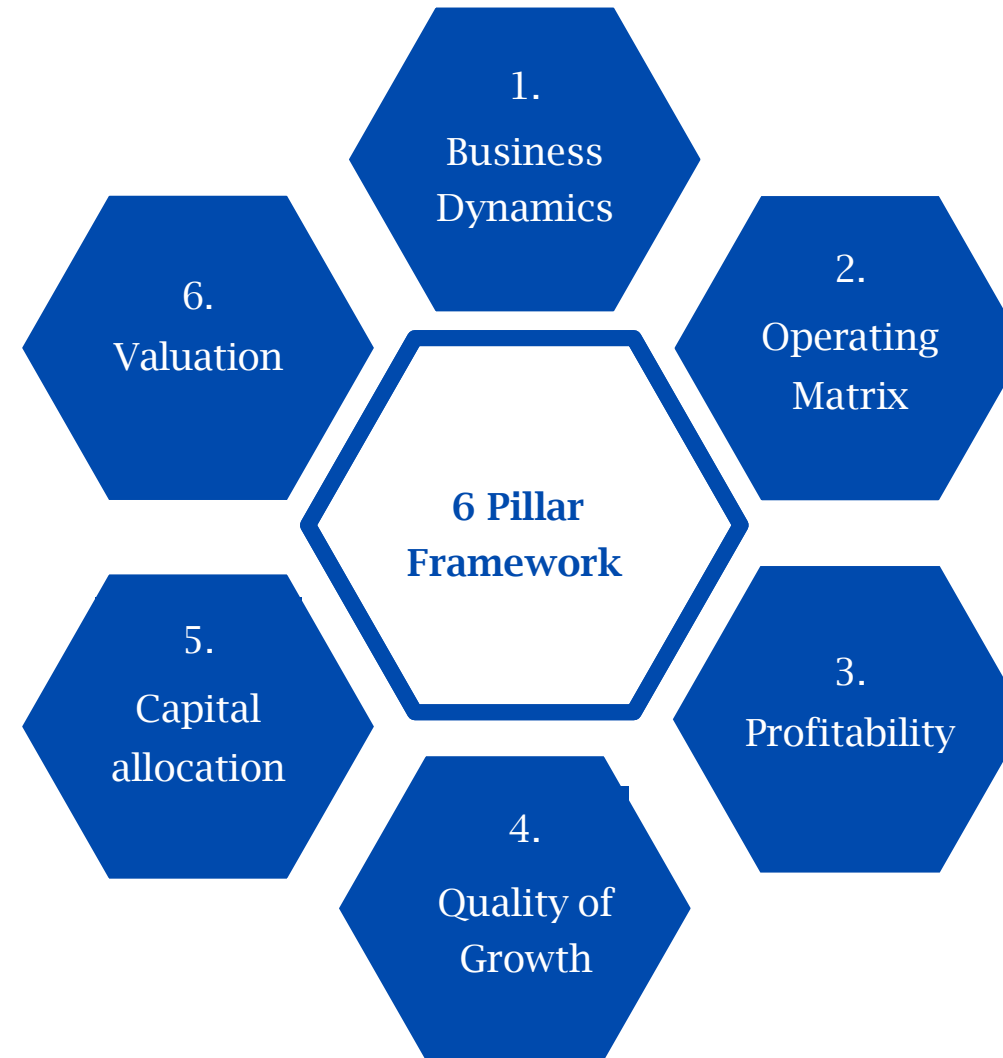 1.
Business
Dynamics
2.
Operating
Matrix
3.
Profitability
4.
Quality of
Growth
5.
Capital
allocation
6.
Valuation
6 Pillar
Framework